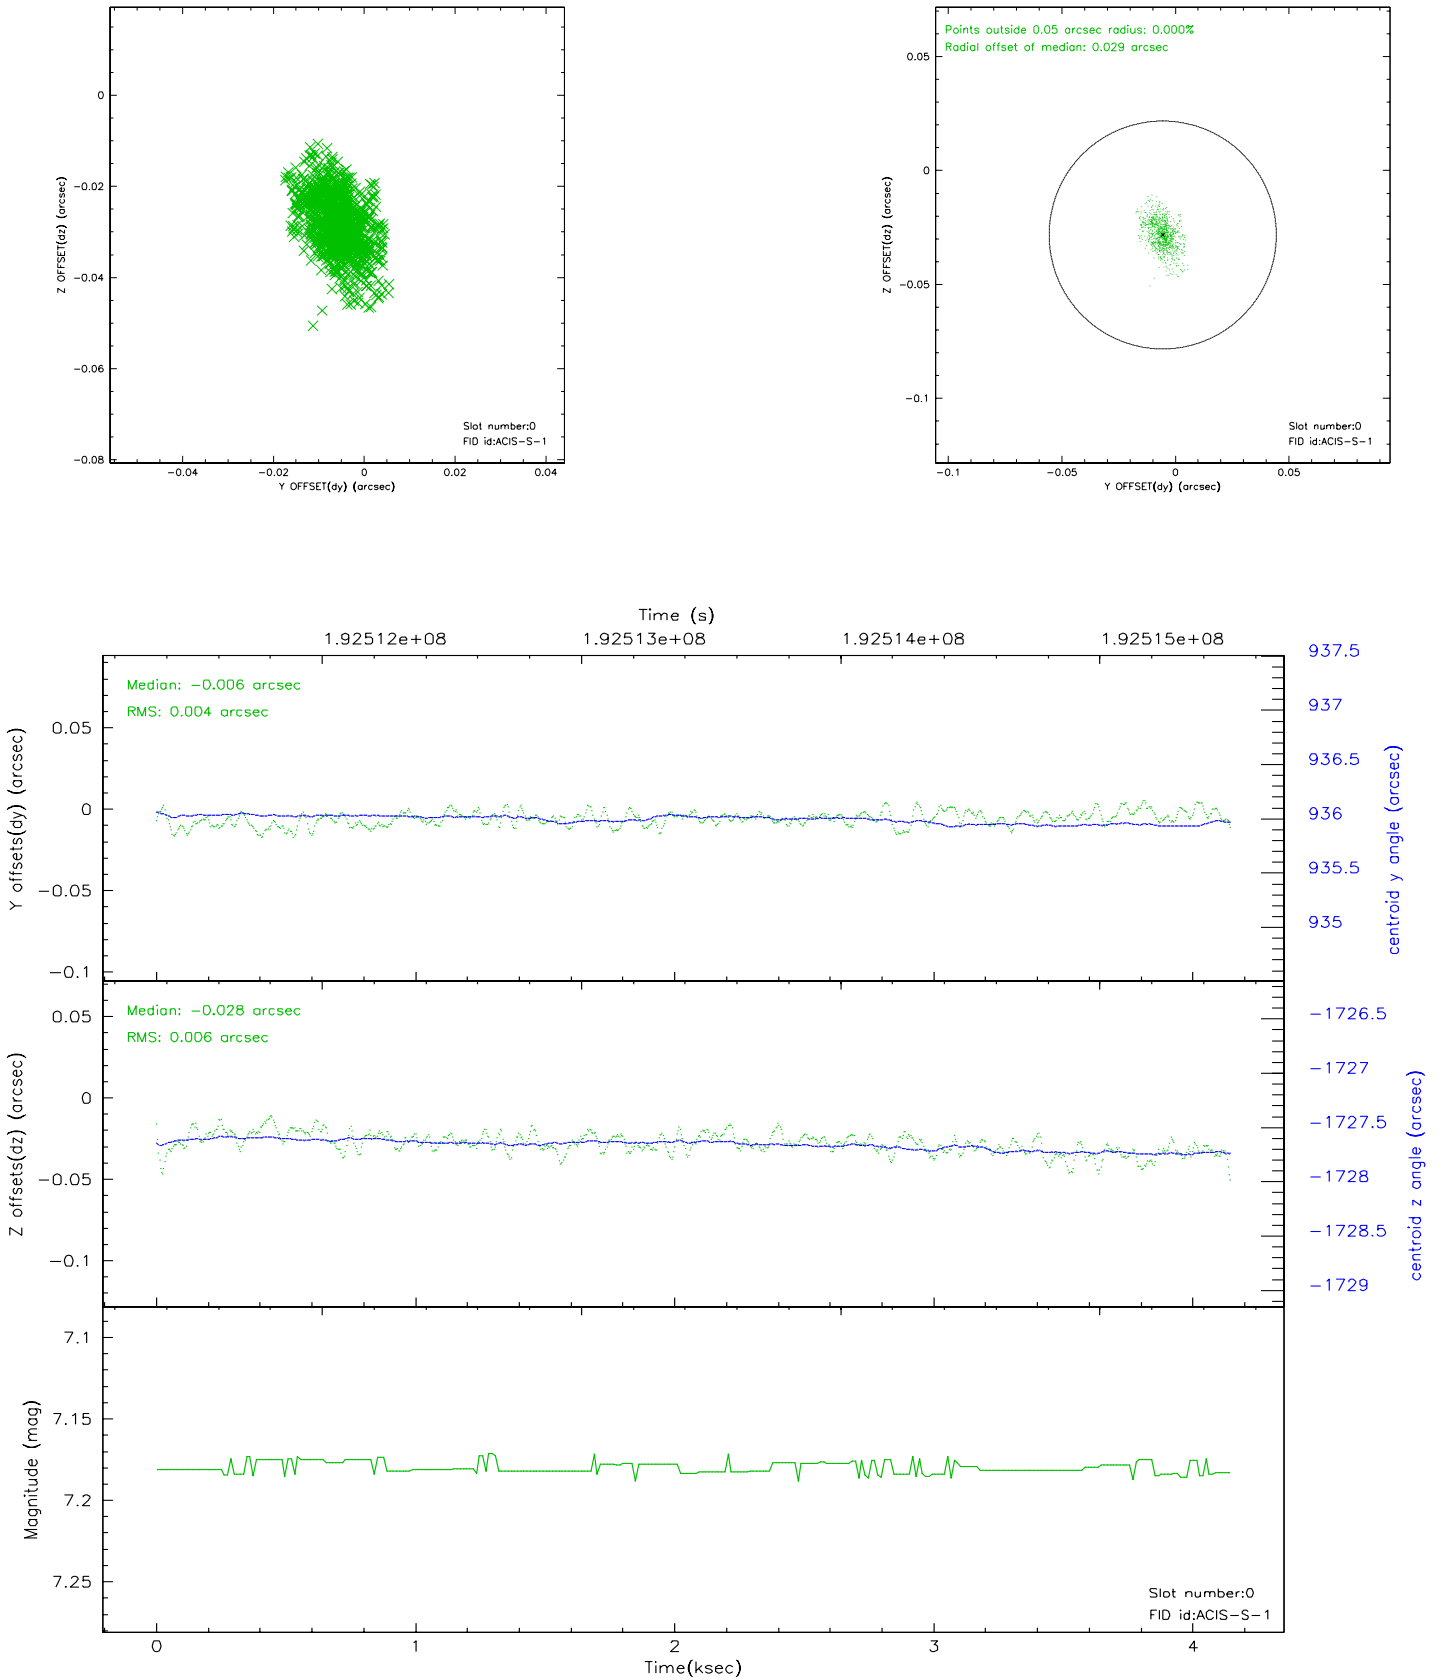 0
−0.02
−0.04
−0.06
−0.08
Z OFFSET(dz) (arcsec)
Slot number:0
FID id:ACIS−S−1
−0.04
−0.02
0
0.02
0.04
Y OFFSET(dy) (arcsec)
Points outside 0.05 arcsec radius: 0.000%
Radial offset of median: 0.029 arcsec
0.05
0
−0.05
−0.1
Z OFFSET(dz) (arcsec)
Slot number:0
FID id:ACIS−S−1
−0.1
−0.05
0
0.05
Y OFFSET(dy) (arcsec)
Time (s)
1.92512e+08
1.92513e+08
1.92514e+08
1.92515e+08
Median: −0.006 arcsec
RMS: 0.004 arcsec
0.05
0
−0.05
−0.1
Y offsets(dy) (arcsec)
937.5
937
936.5
936
935.5
935
centroid y angle (arcsec)
Median: −0.028 arcsec
RMS: 0.006 arcsec
0.05
0
−0.05
−0.1
Z offsets(dz) (arcsec)
−1726.5
−1727
−1727.5
−1728
−1728.5
−1729
centroid z angle (arcsec)
7.1
7.15
7.2
7.25
Magnitude (mag)
Slot number:0
FID id:ACIS−S−1
0
1
2
3
4
Time(ksec)